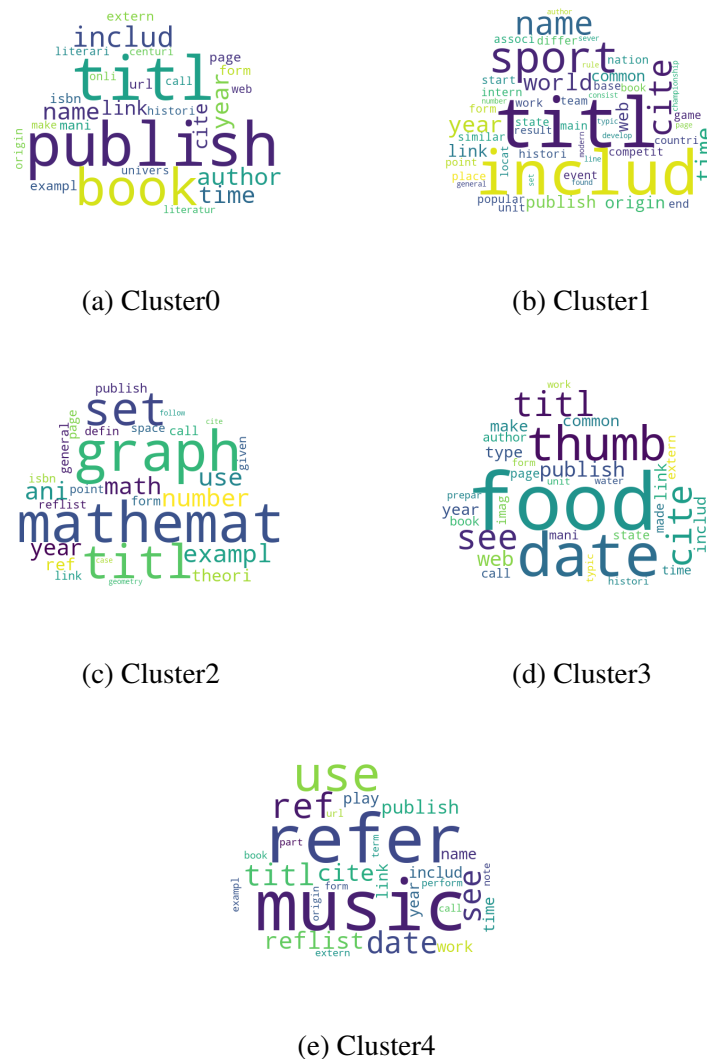 extern
includ
literari centuri
titl
page
onli url call form
web
isbn
name link histori
year
cite
make mani
origin
publish
univers
exampl book author
time
literatur
(a) Cluster0
author
name
associ differ sever
sport rule nation
start world common
intern base book
number work team consist
championship
form titl cite
year state typic web main game
similar result develop page
link histori modern countri
locat line competit time
point includ
place event
general set found
popular publish origin end
unit
(b) Cluster1
publish
set follow
cite
page defin space call
general graph given
isbn math use
ani point form number
reflist
mathemat
year titl exampl
ref case theori
link geometry
(c) Cluster2
work
titl
make common
author thumb
type
form publish extern
page unit water link
prepar imag food made
year
book cite
see mani state includ
web date
call typic time
histori
(d) Cluster3
use
ref play publish
url
refer
part term
book name
titl cite link includ
exampl form year perform see note
origin music call time
reflist date work
extern
(e) Cluster4